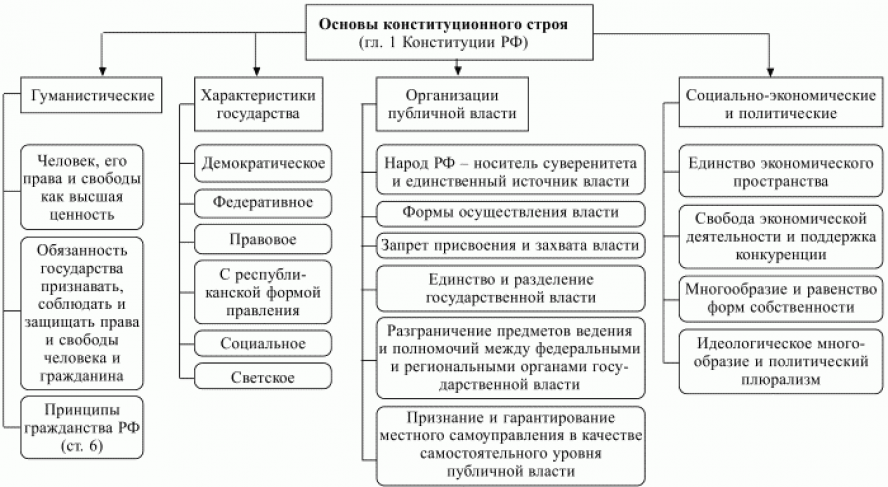 Основы конституционного строя
(гл. 1 Конституции РФ)
Гуманистические
Человек, его
права и свободы
как высшая
ценность
Обязанность
государства
признавать,
соблюдать и
защищать права
и свободы
человека и
гражданина
Принципы
гражданства РФ
(ст. 6)
Характеристики
государства
Демократическое
Федеративное
Правовое
С республи-
канской формой
правления
Социальное
Светское
Организации
публичной власти
Народ РФ – носитель суверенитета
и единственный источник власти
Формы осуществления власти
Запрет присвоения и захвата власти
Единство и разделение
государственной власти
Разграничение предметов ведения
и полномочий между федеральными
и региональными органами госу-
дарственной власти
Признание и гарантирование
местного самоуправления в качестве
самостоятельного уровня
публичной власти
Социально-экономические
и политические
Единство экономического
пространства
Свобода экономической
деятельности и поддержка
конкуренции
Многообразие и равенство
форм собственности
Идеологическое много-
образие и политический
плюрализм